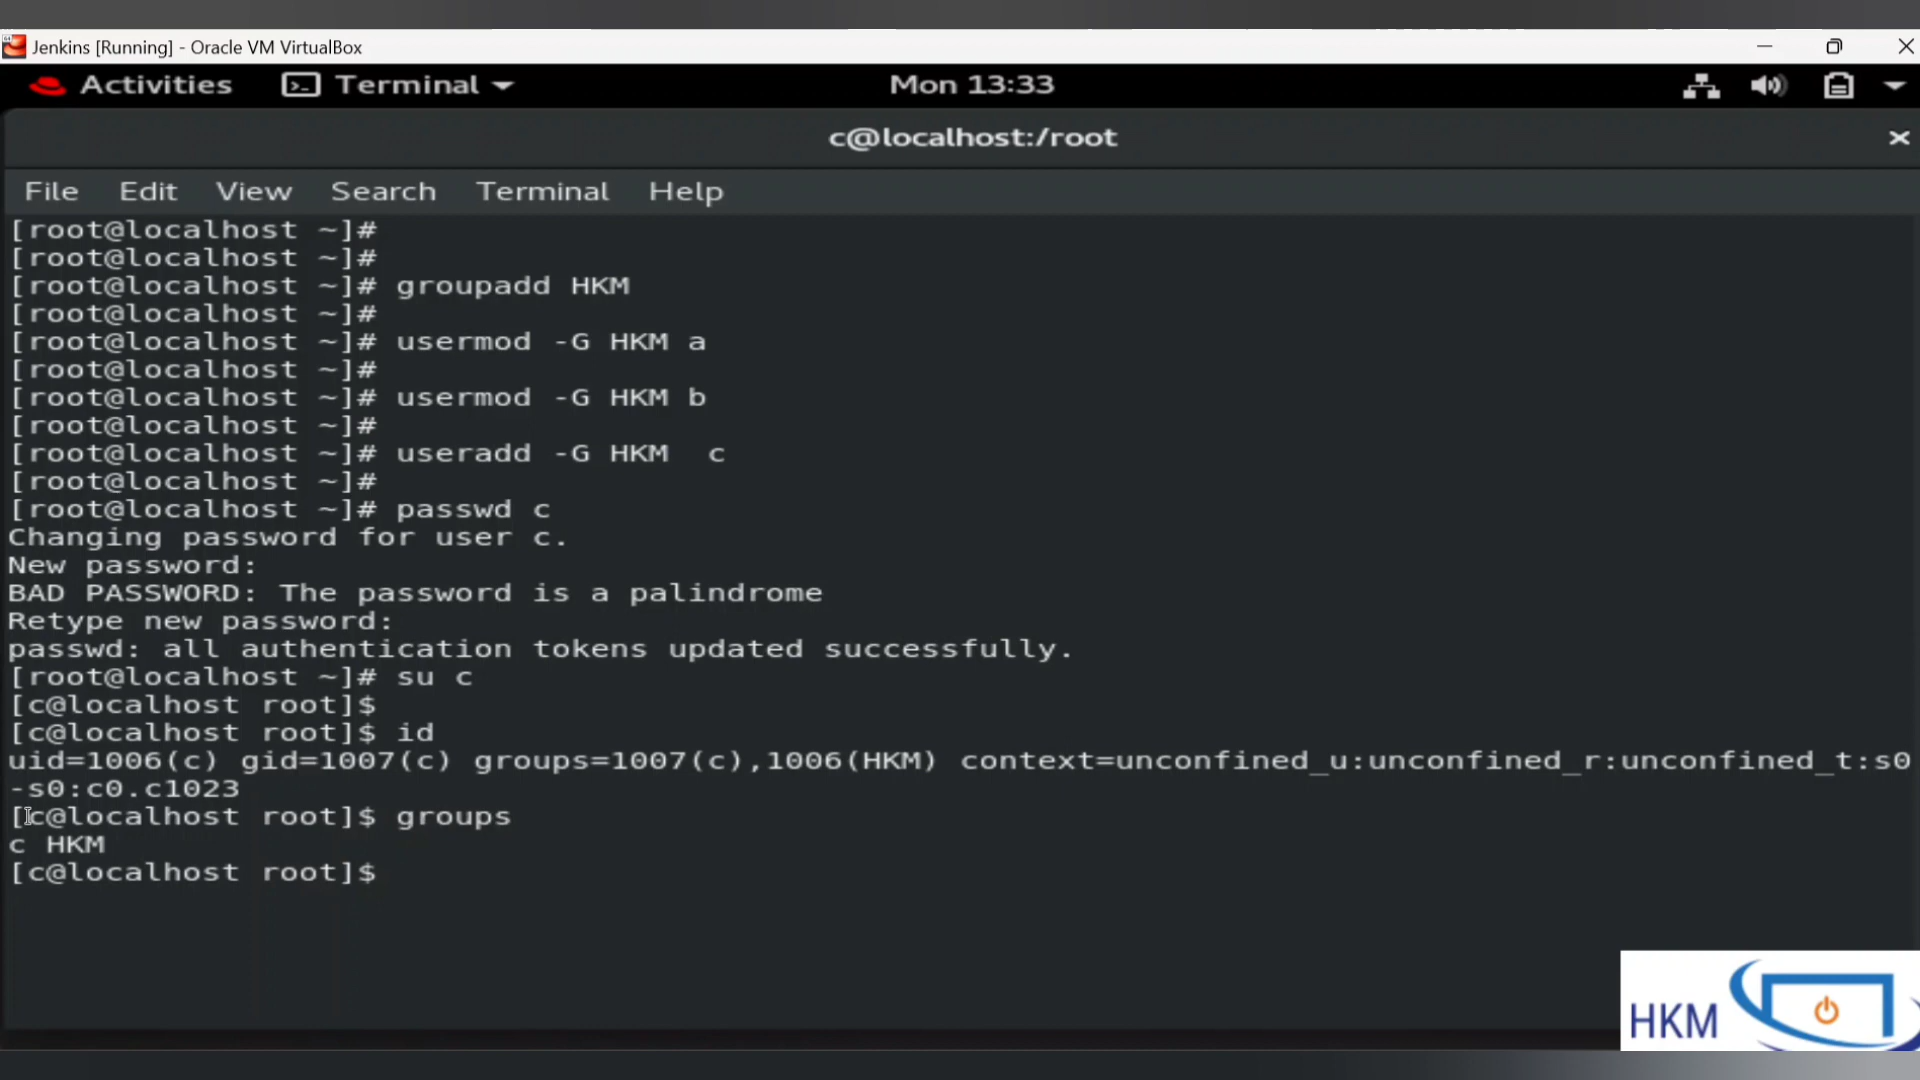 Jenkins [Running] - Oracle VM VirtualBox
Activities Terminal Mon 13:33
c@localhost:/root
File Edit View Search Terminal Help
[root@localhost ~]#
[root@localhost ~]#
[root@localhost ~]# groupadd HKM
[root@localhost ~]#
[root@localhost ~]# usermod -G HKM a
[root@localhost ~]#
[root@localhost ~]# usermod -G HKM b
[root@localhost ~]#
[root@localhost ~]# useradd -G HKM  c
[root@localhost ~]#
[root@localhost ~]# passwd c
Changing password for user c.
New password:
BAD PASSWORD: The password is a palindrome
Retype new password:
passwd: all authentication tokens updated successfully.
[root@localhost ~]# su c
[c@localhost root]$
[c@localhost root]$ id
uid=1006(c) gid=1007(c) groups=1007(c),1006(HKM) context=unconfined_u:unconfined_r:unconfined_t:s0
-s0:c0.c1023
[c@localhost root]$ groups
c HKM
[c@localhost root]$
HKM